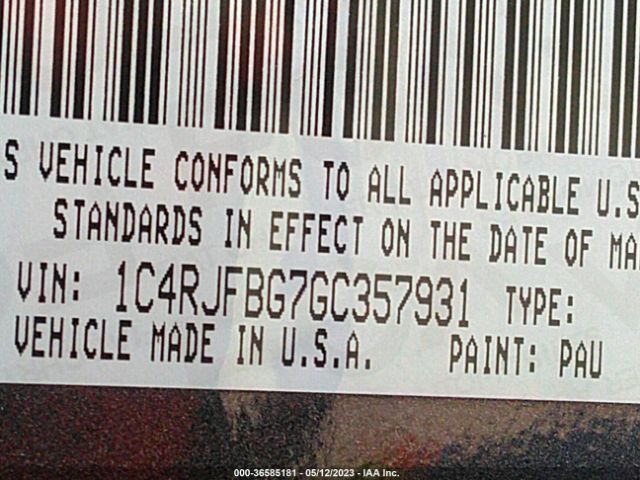 S VEHICLE CONFORMS TO ALL APPLICABLE U.S
STANDARDS IN EFFECT ON THE DATE OF MA
VIN: 1C4RJFBG7GC357931 TYPE:
VEHICLE MADE IN U.S.A. PAINT: PAU
000-36585181 - 05/12/2023 - IAA Inc.